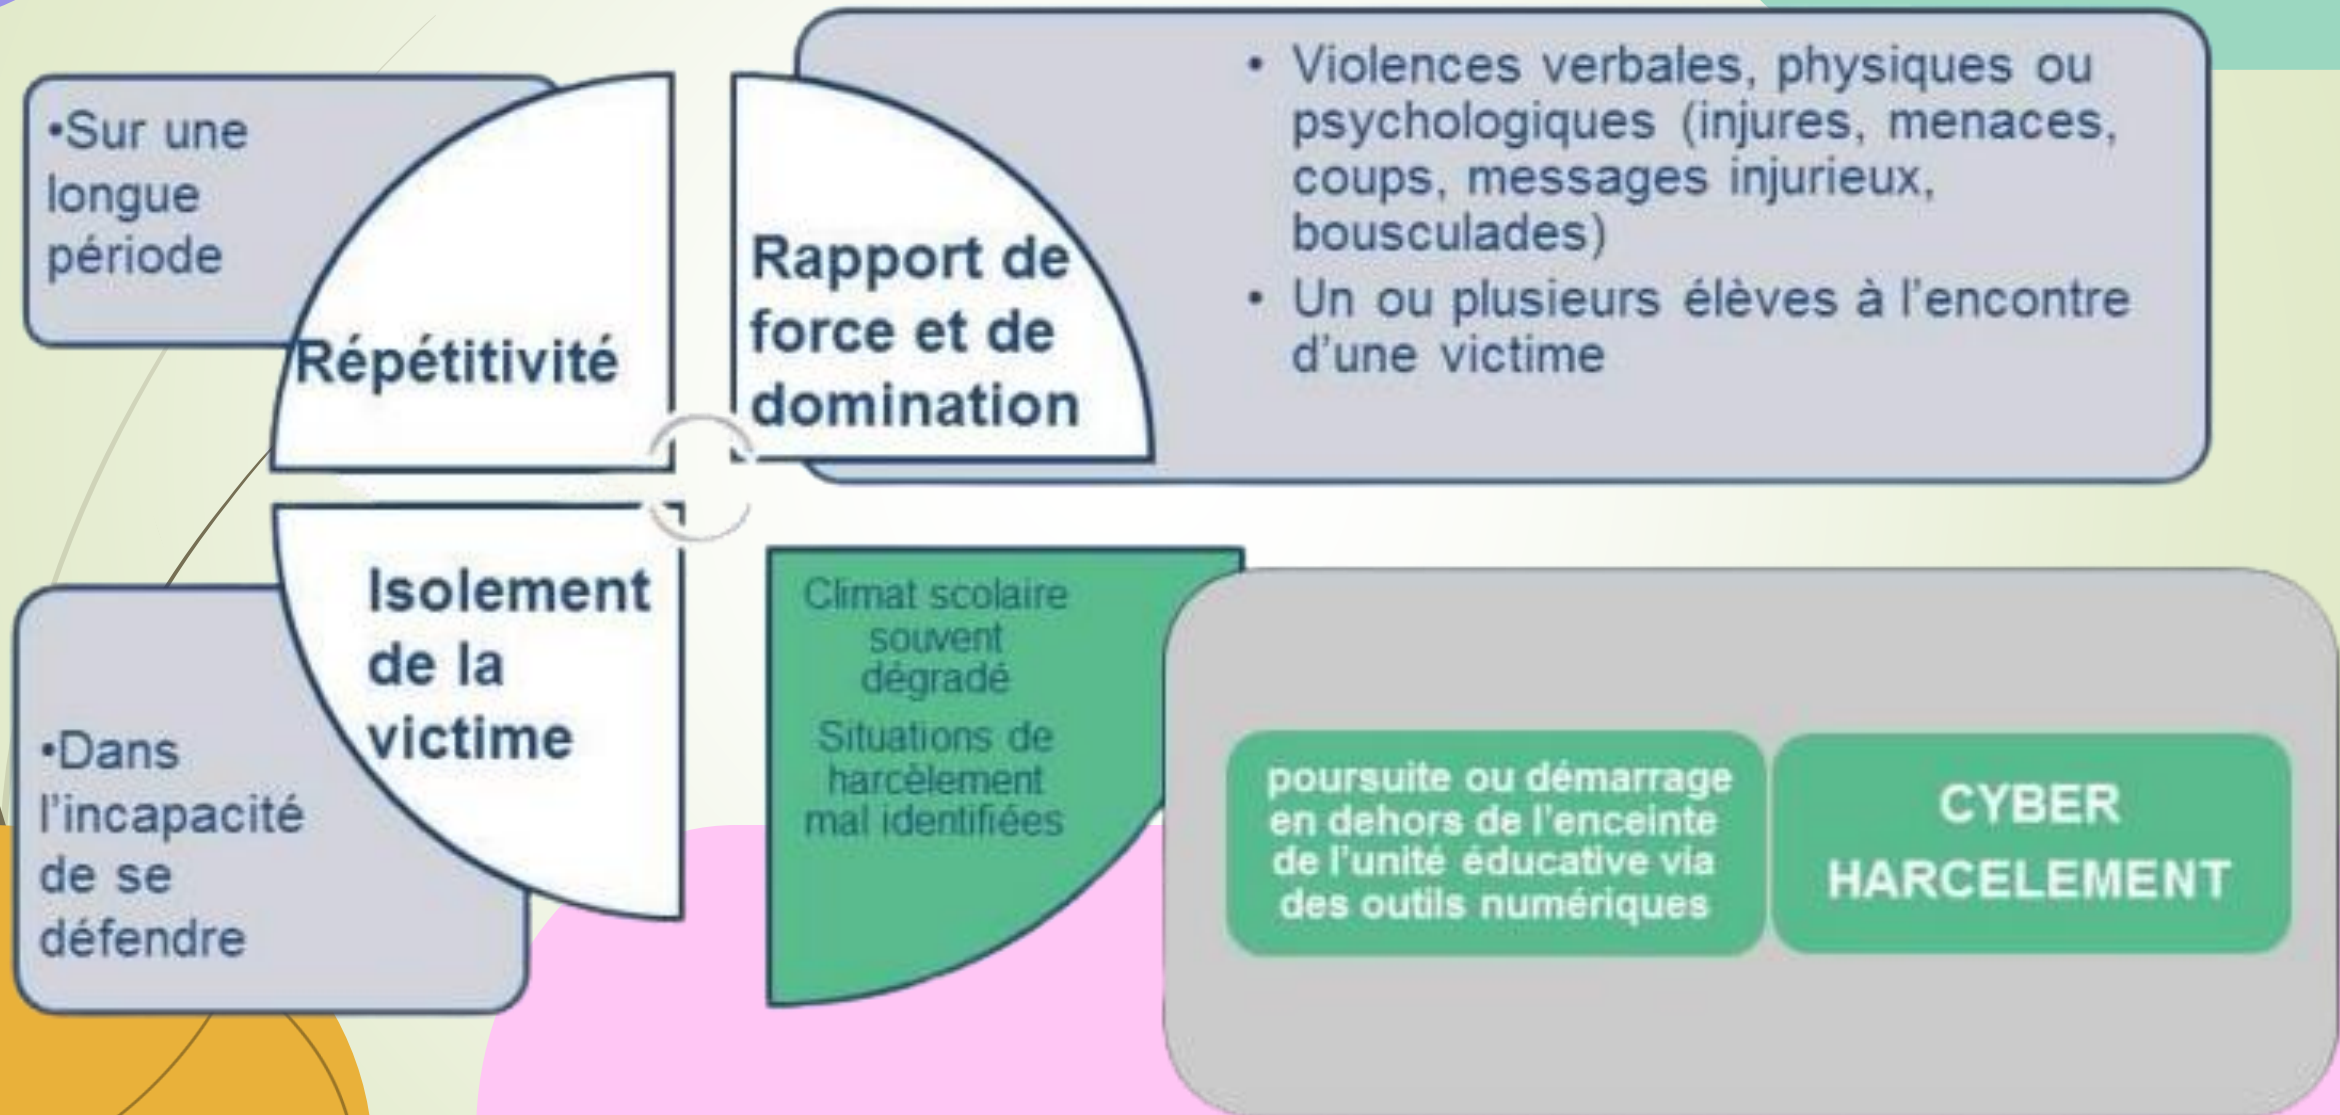 •Sur une
longue
période
Répétitivité
Rapport de
force et de
domination
• Violences verbales, physiques ou
psychologiques (injures, menaces,
coups, messages injurieux,
bousculades)
• Un ou plusieurs élèves à l'encontre
d'une victime
Isolement
de la
victime
•Dans
l'incapacité
de se
défendre
Climat scolaire
souvent
dégradé
Situations de
harcèlement
mal identifiées
poursuite ou démarrage
en dehors de l'enceinte
de l'unité éducative via
des outils numériques
CYBER
HARCELEMENT